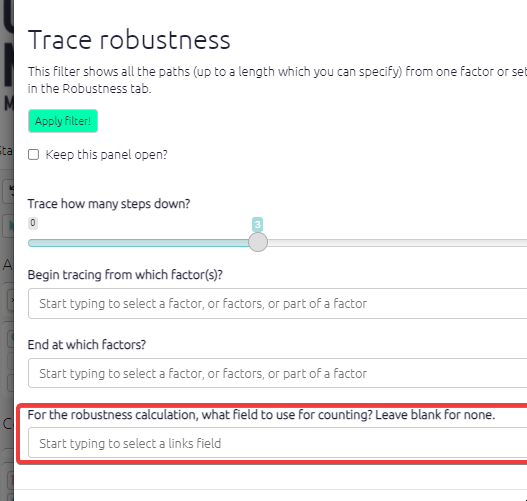 Trace robustness
This filter shows all the paths (up to a length which you can specify) from one factor or set
in the Robustness tab.
Apply filter!
Keep this panel open?
Trace how many steps down?
0
3
Begin tracing from which factor(s)?
Start typing to select a factor, or factors, or part of a factor
End at which factors?
Start typing to select a factor, or factors, or part of a factor
For the robustness calculation, what field to use for counting? Leave blank for none.
Start typing to select a links field